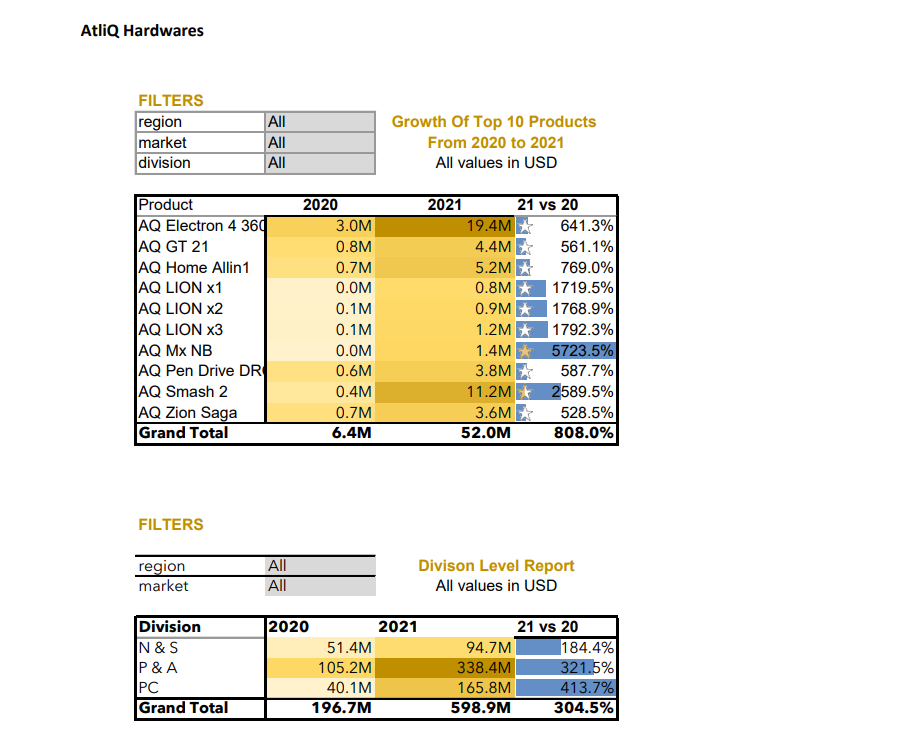 AtliQ Hardwares
FILTERS
region All
market All
division All
Growth Of Top 10 Products
From 2020 to 2021
All values in USD
Product 2020 2021 21 vs 20
AQ Electron 4 360 3.0M 19.4M 641.3%
AQ GT 21 0.8M 4.4M 561.1%
AQ Home Allin1 0.7M 5.2M 769.0%
AQ LION x1 0.0M 0.8M 1719.5%
AQ LION x2 0.1M 0.9M 1768.9%
AQ LION x3 0.1M 1.2M 1792.3%
AQ Mx NB 0.0M 1.4M 5723.5%
AQ Pen Drive DR 0.6M 3.8M 587.7%
AQ Smash 2 0.4M 11.2M 2589.5%
AQ Zion Saga 0.7M 3.6M 528.5%
Grand Total 6.4M 52.0M 808.0%
FILTERS
region All
market All
Divison Level Report
All values in USD
Division 2020 2021 21 vs 20
N & S 51.4M 94.7M 184.4%
P & A 105.2M 338.4M 321.5%
PC 40.1M 165.8M 413.7%
Grand Total 196.7M 598.9M 304.5%